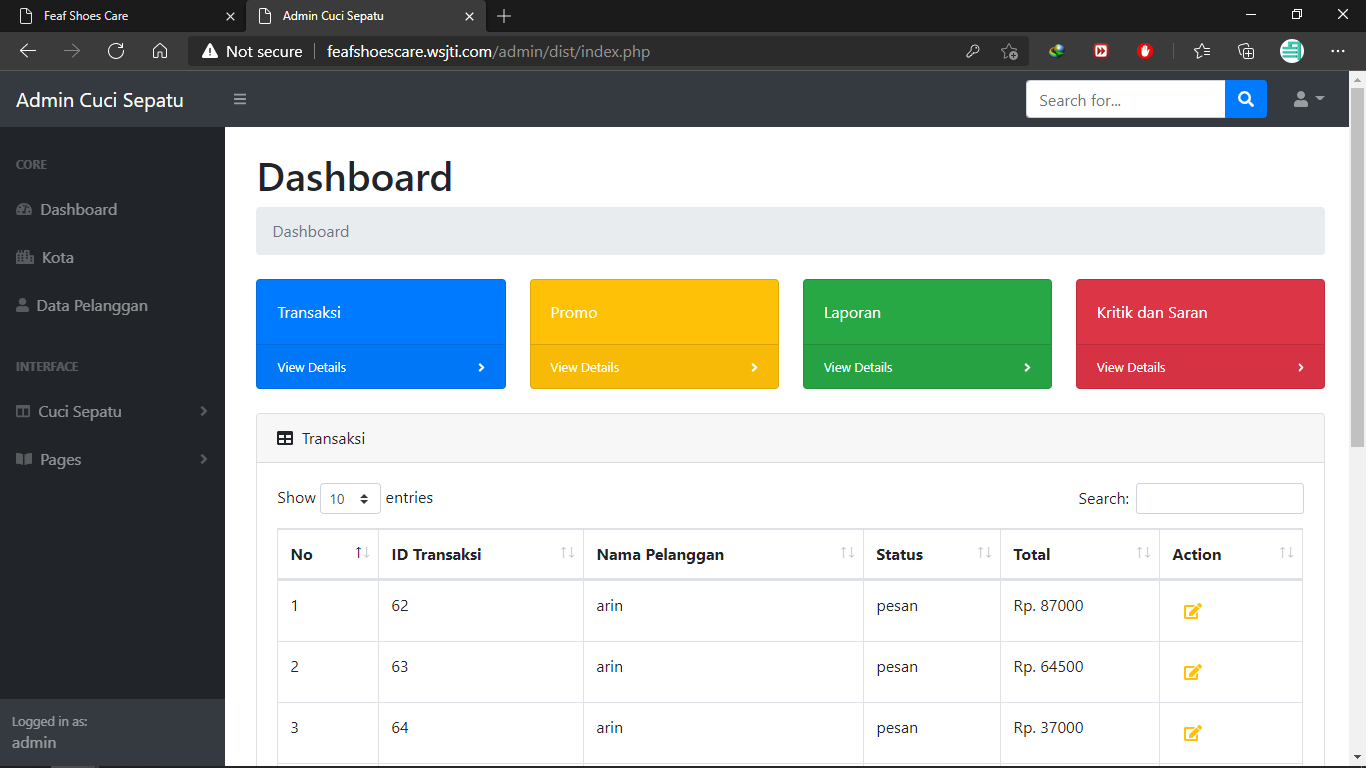 Feaf Shoes Care
Admin Cuci Sepatu
Not secure feafshoescare.wsjti.com/admin/dist/index.php
Admin Cuci Sepatu
Search for...
CORE
Dashboard
Kota
Data Pelanggan
INTERFACE
Cuci Sepatu
Pages
Logged in as:
admin
Dashboard
Dashboard
Transaksi
View Details
Promo
View Details
Laporan
View Details
Kritik dan Saran
View Details
Transaksi
Show 10 entries
Search:
No ID Transaksi Nama Pelanggan Status Total Action
1 62 arin pesan Rp. 87000
2 63 arin pesan Rp. 64500
3 64 arin pesan Rp. 37000